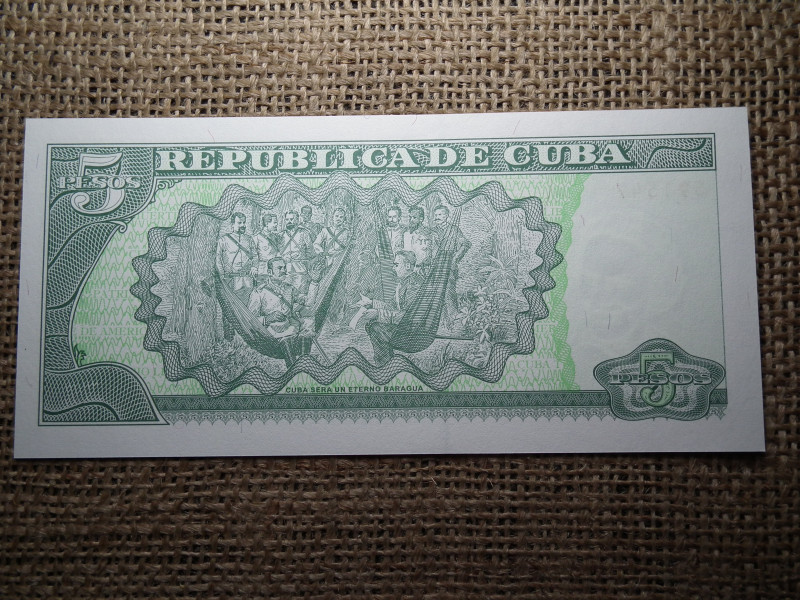 REPUBLICA DE CUBA
5
PESOS
CUBA SERA UN ETERNO BARAGUA
5
PESOS